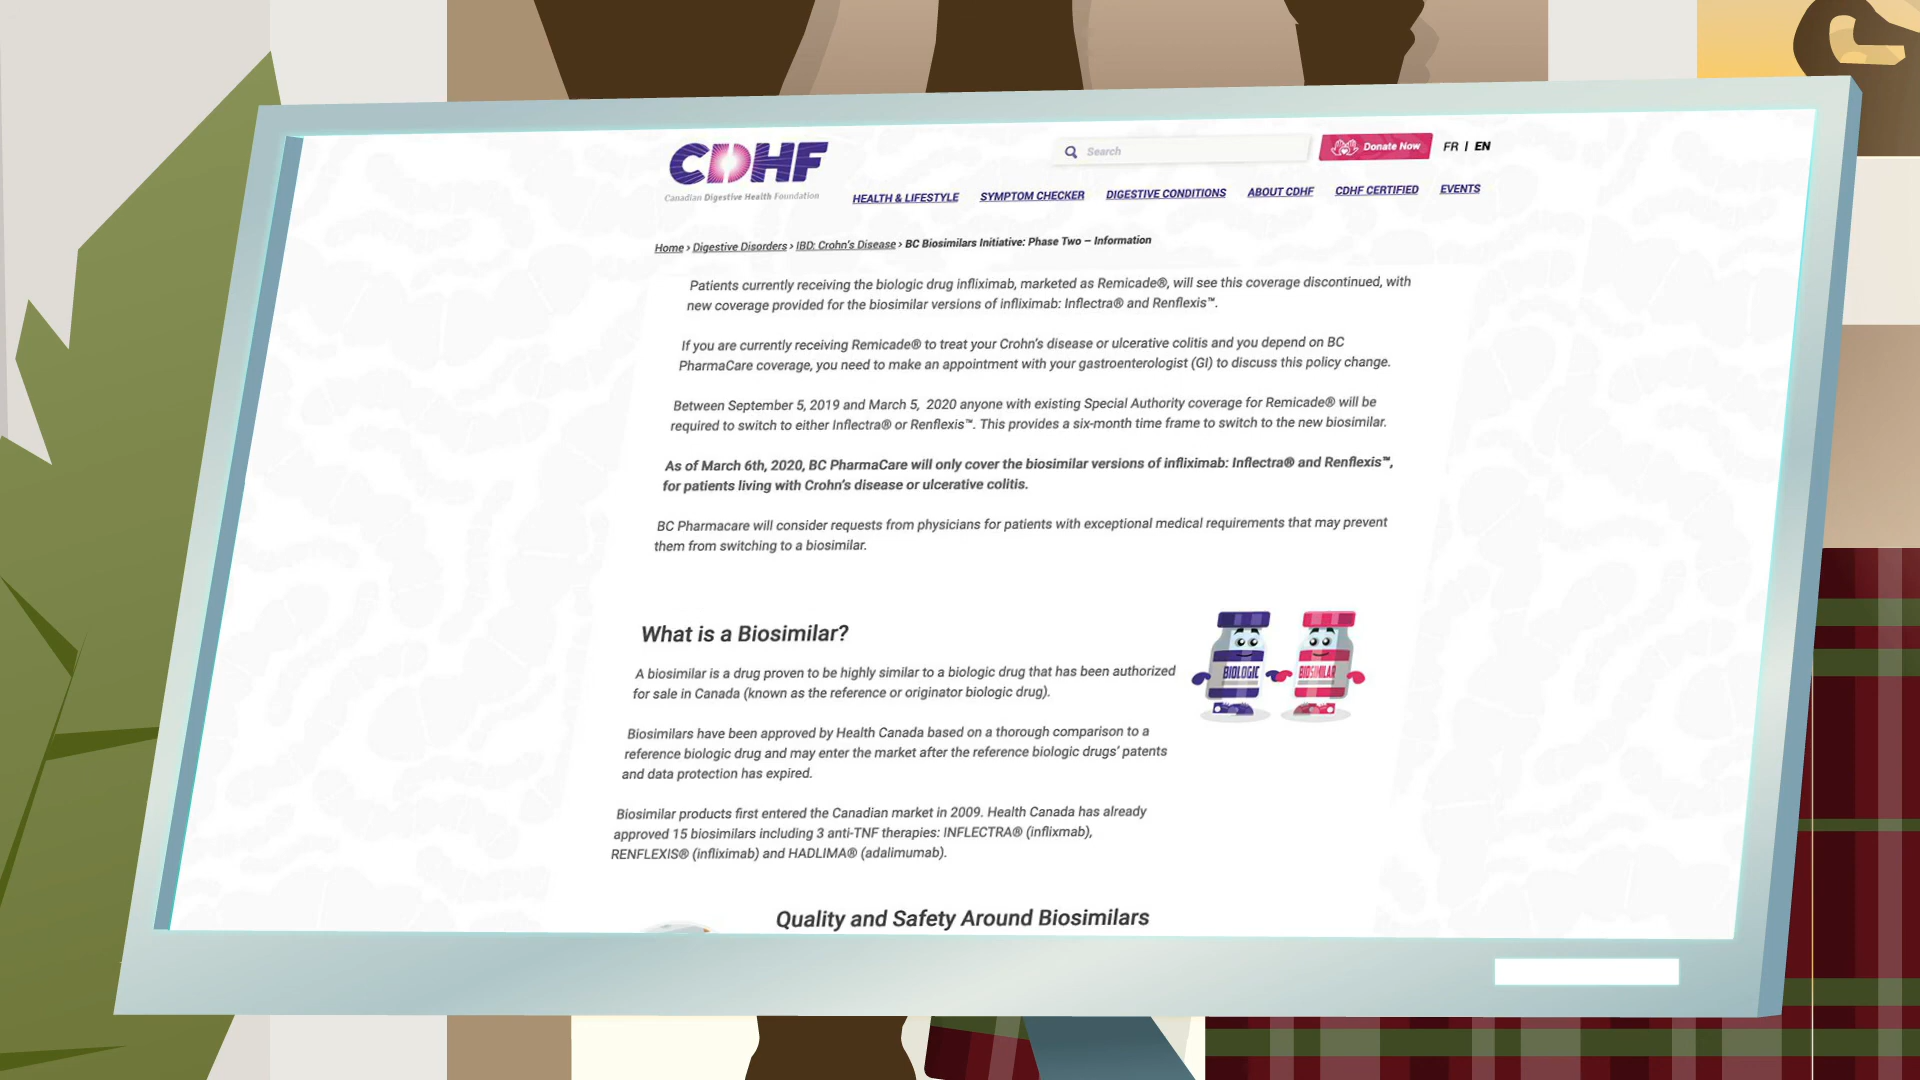 CDHF
Canadian Digestive Health Foundation
Search
Donate Now
FR | EN
HEALTH & LIFESTYLE SYMPTOM CHECKER DIGESTIVE CONDITIONS ABOUT CDHF CDHF CERTIFIED EVENTS
Home › Digestive Disorders › IBD: Crohn's Disease › BC Biosimilars Initiative: Phase Two – Information
Patients currently receiving the biologic drug infliximab, marketed as Remicade®, will see this coverage discontinued, with
new coverage provided for the biosimilar versions of infliximab: Inflectra® and Renflexis™.
If you are currently receiving Remicade® to treat your Crohn's disease or ulcerative colitis and you depend on BC
PharmaCare coverage, you need to make an appointment with your gastroenterologist (GI) to discuss this policy change.
Between September 5, 2019 and March 5, 2020 anyone with existing Special Authority coverage for Remicade® will be
required to switch to either Inflectra® or Renflexis™. This provides a six-month time frame to switch to the new biosimilar.
As of March 6th, 2020, BC PharmaCare will only cover the biosimilar versions of infliximab: Inflectra® and Renflexis™,
for patients living with Crohn's disease or ulcerative colitis.
BC Pharmacare will consider requests from physicians for patients with exceptional medical requirements that may prevent
them from switching to a biosimilar.
What is a Biosimilar?
A biosimilar is a drug proven to be highly similar to a biologic drug that has been authorized
for sale in Canada (known as the reference or originator biologic drug).
BIOLOGIC BIOSIMILAR
Biosimilars have been approved by Health Canada based on a thorough comparison to a
reference biologic drug and may enter the market after the reference biologic drugs' patents
and data protection has expired.
Biosimilar products first entered the Canadian market in 2009. Health Canada has already
approved 15 biosimilars including 3 anti-TNF therapies: INFLECTRA® (inflixmab),
RENFLEXIS® (infliximab) and HADLIMA® (adalimumab).
Quality and Safety Around Biosimilars